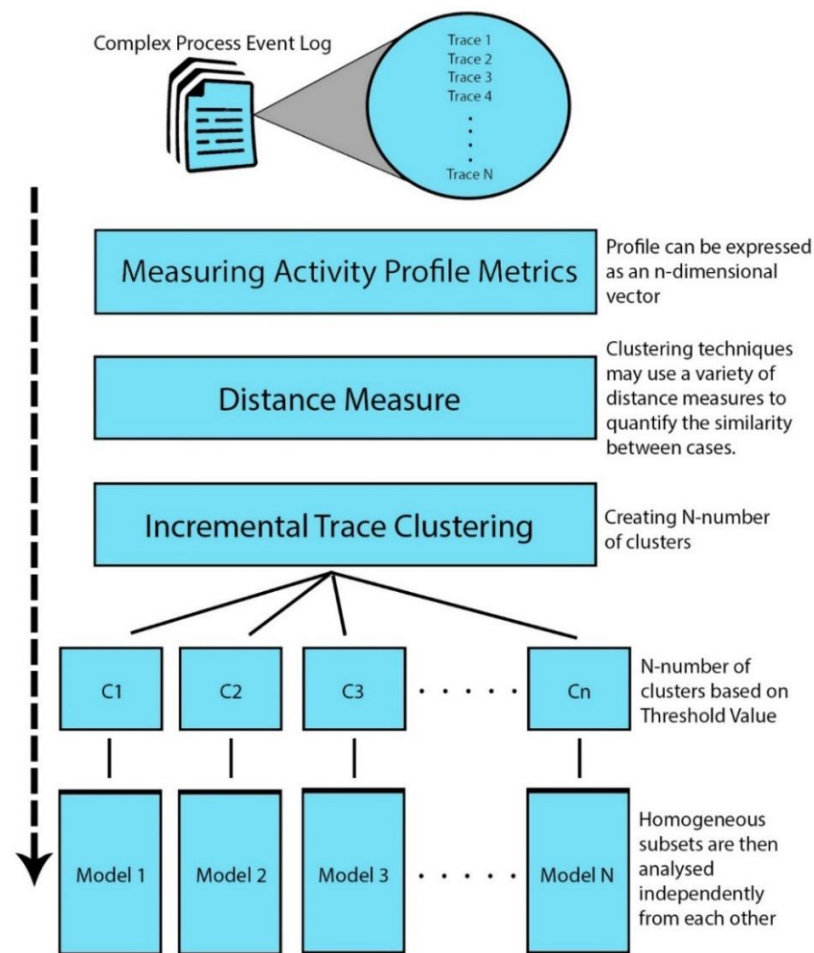 Complex Process Event Log
Trace 1
Trace 2
Trace 3
Trace 4
Trace N
Measuring Activity Profile Metrics
Profile can be expressed
as an n-dimensional
vector
Distance Measure
Clustering techniques
may use a variety of
distance measures to
quantify the similarity
between cases.
Incremental Trace Clustering
Creating N-number
of clusters
C1
C2
C3
Cn
N-number of
clusters based on
Threshold Value
Model 1
Model 2
Model 3
Model N
Homogeneous
subsets are then
analysed
independently
from each other